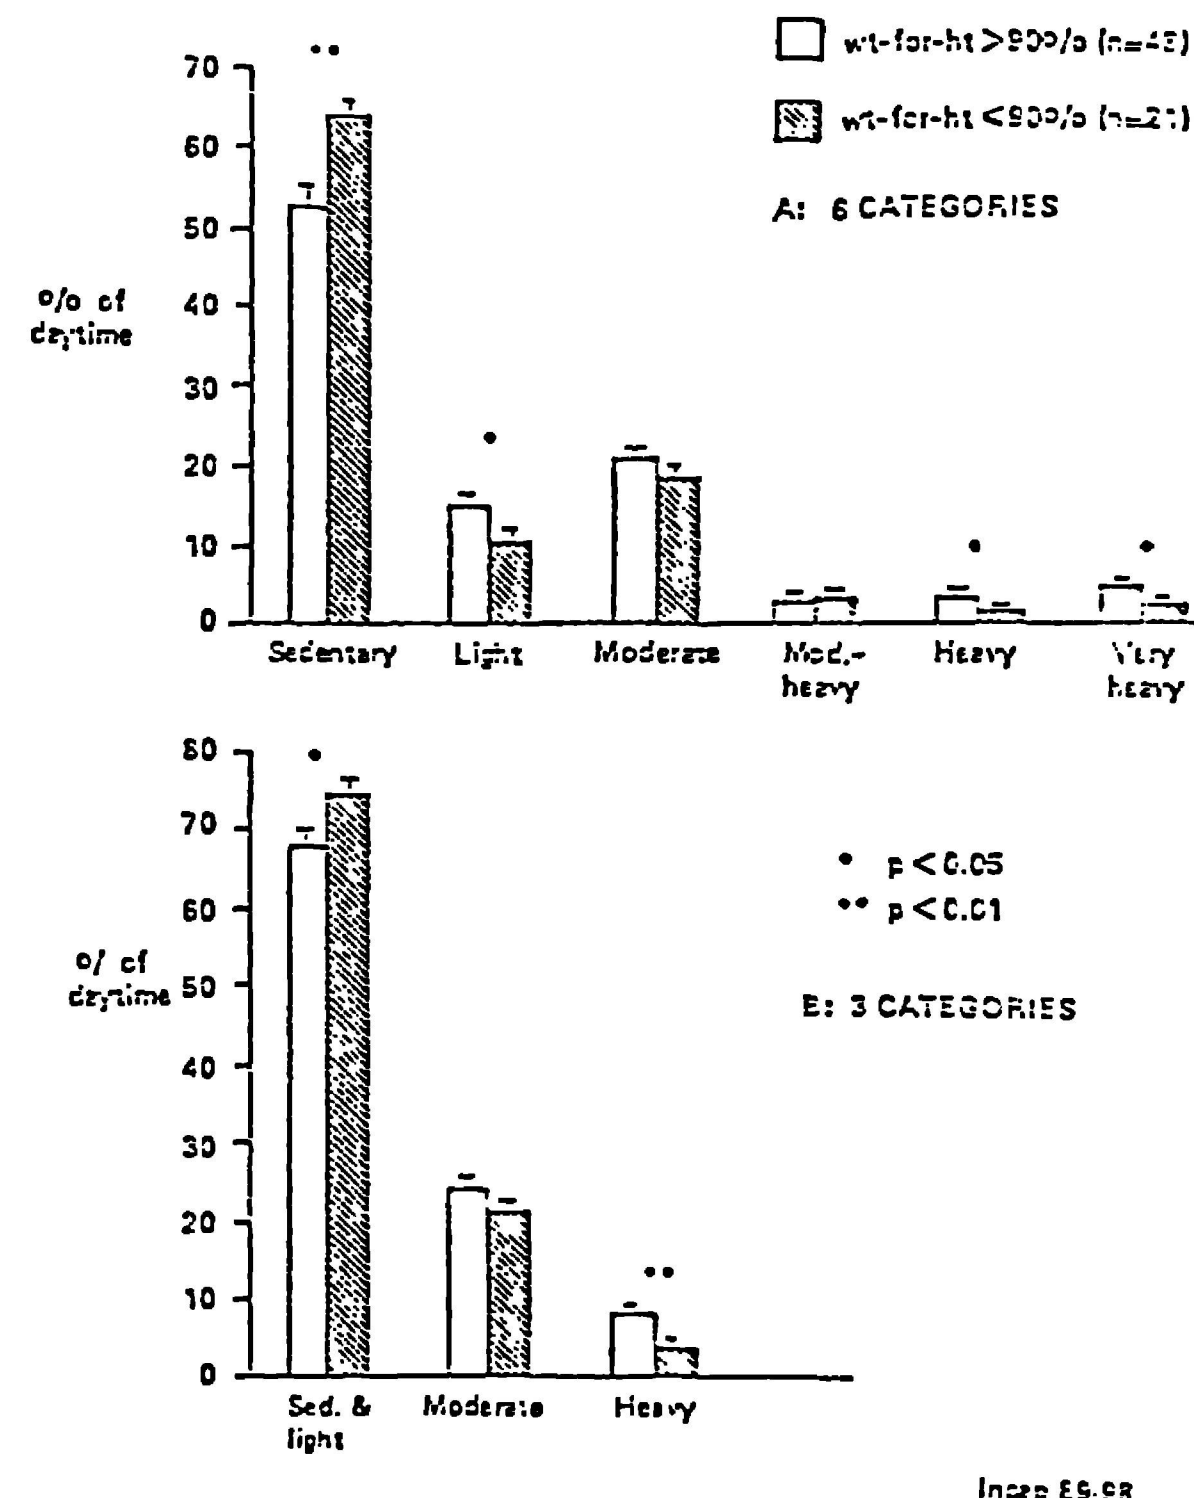 wt-for-ht >90% (n=
wt-for-ht <90% (n=21)
A: 6 CATEGORIES
% of
daytime
70
60
50
40
30
20
10
0
Sedentary Light Moderate Mod.- Heavy Very
heavy heavy
80
70
60
50
40
30
20
10
0
% of
daytime
• p < 0.05
•• p < 0.01
3 CATEGORIES
Sed. & Moderate Heavy
light